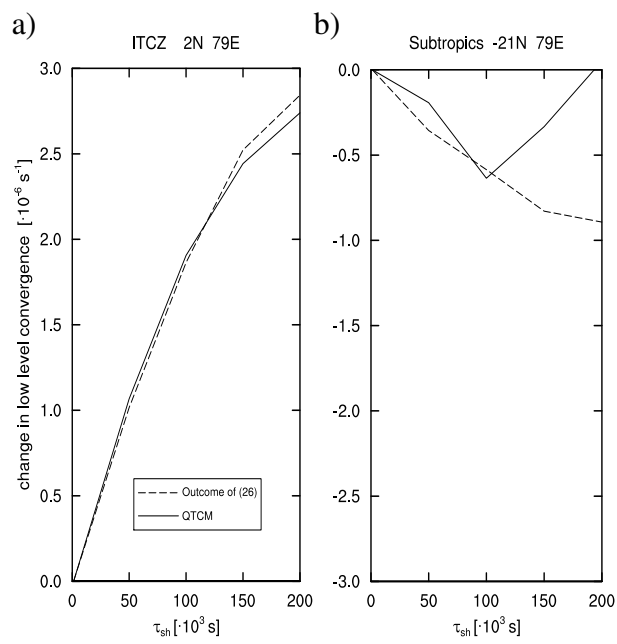 a)
ITCZ 2N 79E
b)
Subtropics -21N 79E
change in low level convergence [·10⁻⁶ s⁻¹]
3.0
2.5
2.0
1.5
1.0
0.5
0.0
Outcome of (26)
QTCM
0 50 100 150 200
τsh [·10³ s]
0.0
-0.5
-1.0
-1.5
-2.0
-2.5
-3.0
0 50 100 150 200
τsh [·10³ s]